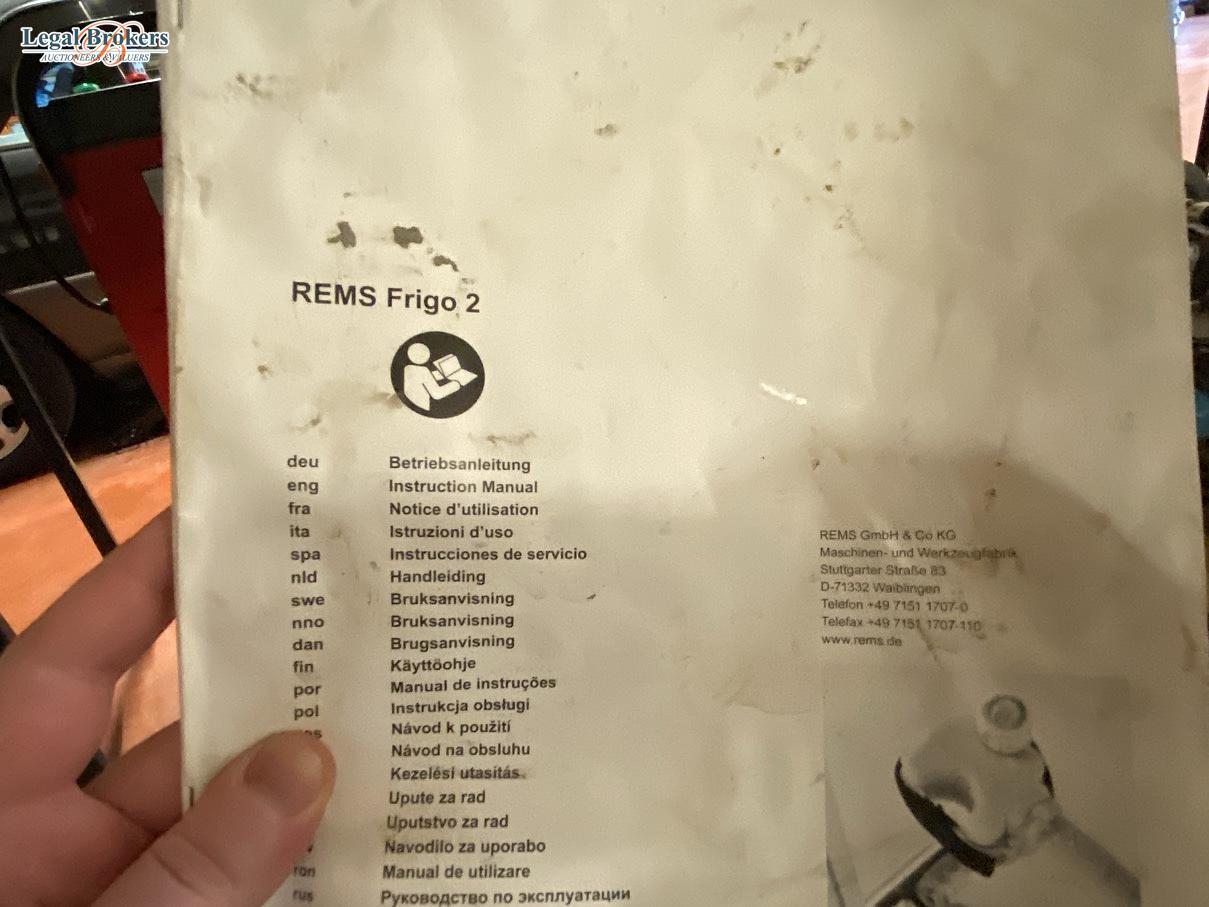 Legal Brokers
AUCTIONEERS & VALUERS
REMS Frigo 2
deu Betriebsanleitung
eng Instruction Manual
fra Notice d'utilisation
ita Istruzioni d'uso
spa Instrucciones de servicio
nld Handleiding
swe Bruksanvisning
nno Bruksanvisning
dan Brugsanvisning
fin Käyttöohje
por Manual de instruções
pol Instrukcja obsługi
Návod k použití
Návod na obsluhu
Kezelési utasítás
Upute za rad
Uputstvo za rad
Navodilo za uporabo
ron Manual de utilizare
rus Руководство по эксплуатации
REMS GmbH & Co KG
Maschinen- und Werkzeugfabrik
Stuttgarter Straße 83
D-71332 Waiblingen
Telefon +49 7151 1707-0
Telefax +49 7151 1707-110
www.rems.de